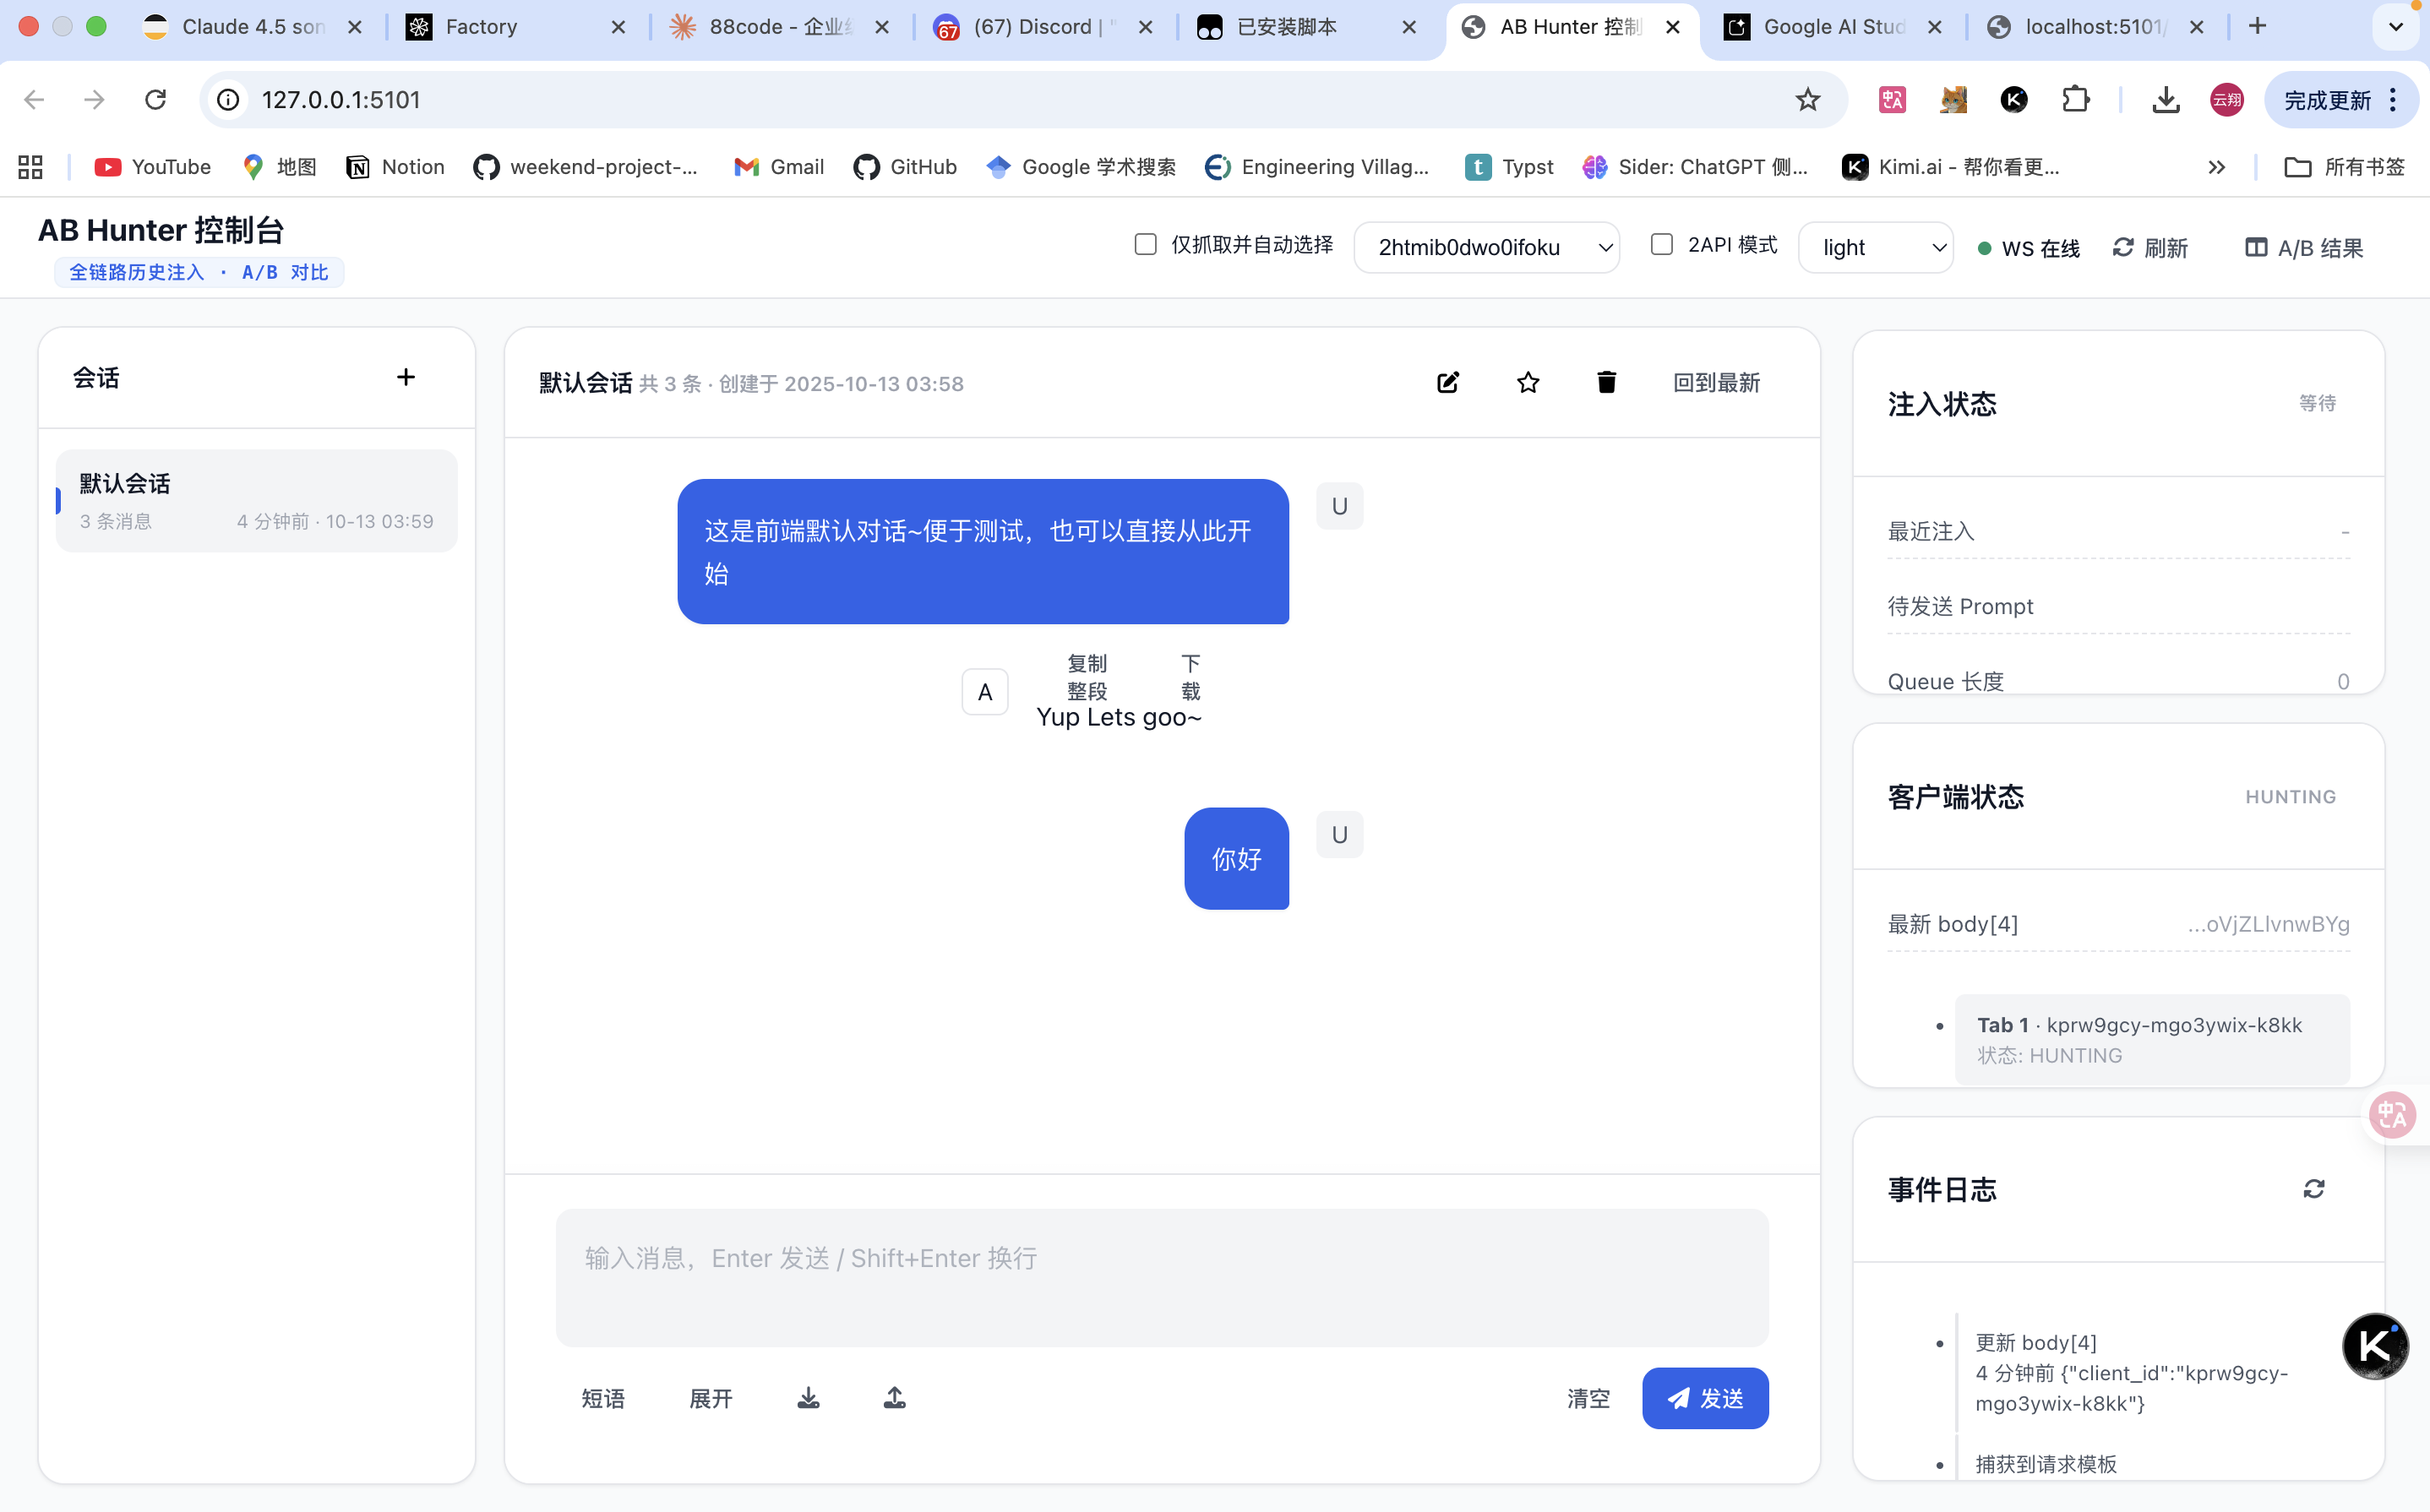 Claude 4.5 son
Factory
88code - 企业
67
(67) Discord | "
已安装脚本
AB Hunter 控制
Google AI Stud
localhost:5101/
127.0.0.1:5101
中A
云翔
完成更新
YouTube
地图
Notion
weekend-project-...
Gmail
GitHub
Google 学术搜索
Engineering Villag...
t
Typst
Sider: ChatGPT 侧...
K
Kimi.ai - 帮你看更...
所有书签
AB Hunter 控制台
全链路历史注入 · A/B 对比
仅抓取并自动选择
2htmib0dwo0ifoku
2API 模式
light
WS 在线
刷新
A/B 结果
会话
+
默认会话
3 条消息
4 分钟前 · 10-13 03:59
默认会话 共 3 条 · 创建于 2025-10-13 03:58
回到最新
这是前端默认对话~便于测试，也可以直接从此开
始
U
A
复制
整段
下
载
Yup Lets goo~
你好
U
输入消息，Enter 发送 / Shift+Enter 换行
短语
展开
清空
发送
注入状态
等待
最近注入
-
待发送 Prompt
Queue 长度
0
客户端状态
HUNTING
最新 body[4]
...oVjZLlvnwBYg
Tab 1 · kprw9gcy-mgo3ywix-k8kk
状态: HUNTING
中A
事件日志
更新 body[4]
4 分钟前 {"client_id":"kprw9gcy-
mgo3ywix-k8kk"}
K
捕获到请求模板